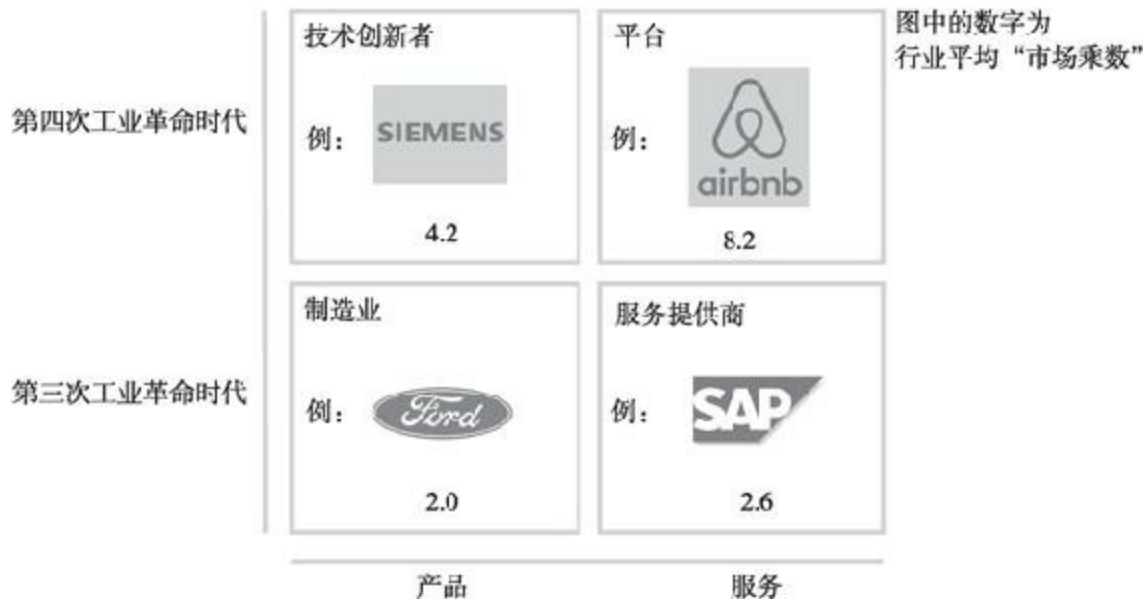 图中的数字为
行业平均“市场乘数”
第四次工业革命时代
技术创新者
例：
SIEMENS
4.2
平台
例：
airbnb
8.2
第三次工业革命时代
制造业
例：
Ford
2.0
服务提供商
例：
SAP
2.6
产品
服务